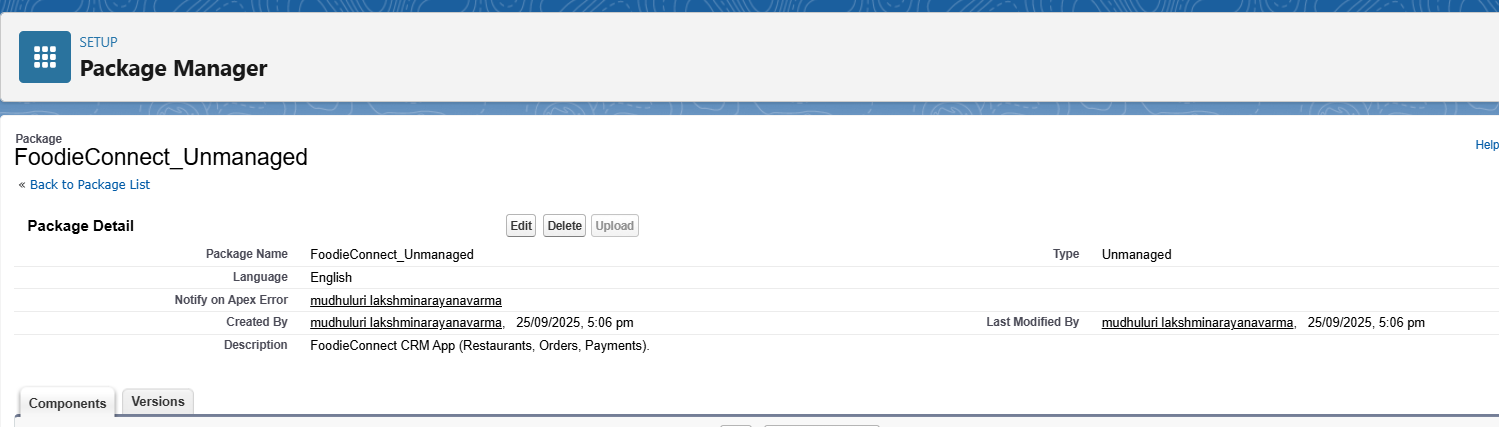 SETUP
Package Manager
Package
FoodieConnect_Unmanaged
Help
« Back to Package List
Package Detail Edit Delete Upload
Package Name FoodieConnect_Unmanaged Type Unmanaged
Language English
Notify on Apex Error mudhuluri lakshminarayanavarma
Created By mudhuluri lakshminarayanavarma, 25/09/2025, 5:06 pm Last Modified By mudhuluri lakshminarayanavarma, 25/09/2025, 5:06 pm
Description FoodieConnect CRM App (Restaurants, Orders, Payments).
Components Versions